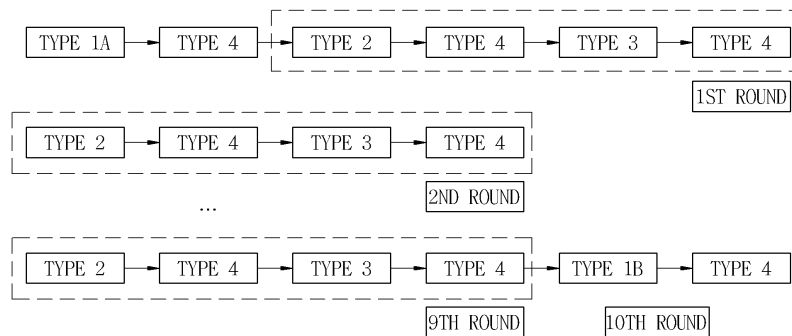 TYPE 1A TYPE 4 TYPE 2 TYPE 4 TYPE 3 TYPE 4
1ST ROUND
TYPE 2 TYPE 4 TYPE 3 TYPE 4
2ND ROUND
...
TYPE 2 TYPE 4 TYPE 3 TYPE 4 TYPE 1B TYPE 4
9TH ROUND 10TH ROUND